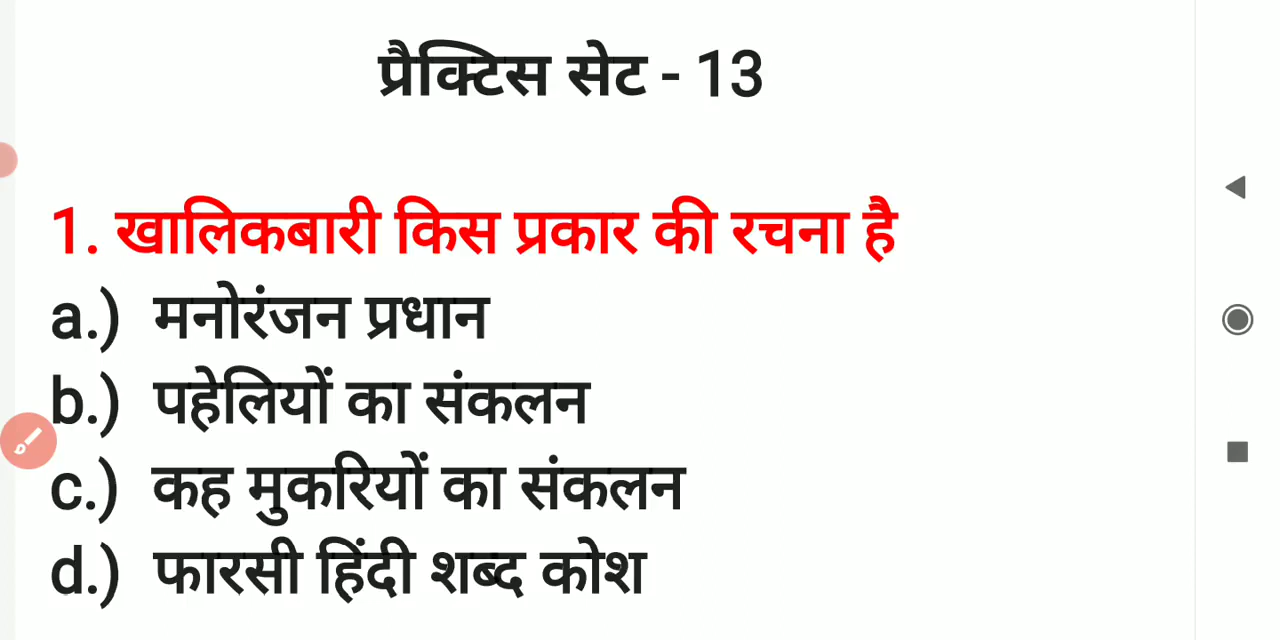 प्रैक्टिस सेट - 13
1. खालिकबारी किस प्रकार की रचना है
a.) मनोरंजन प्रधान
b.) पहेलियों का संकलन
c.) कह मुकरियों का संकलन
d.) फारसी हिंदी शब्द कोश